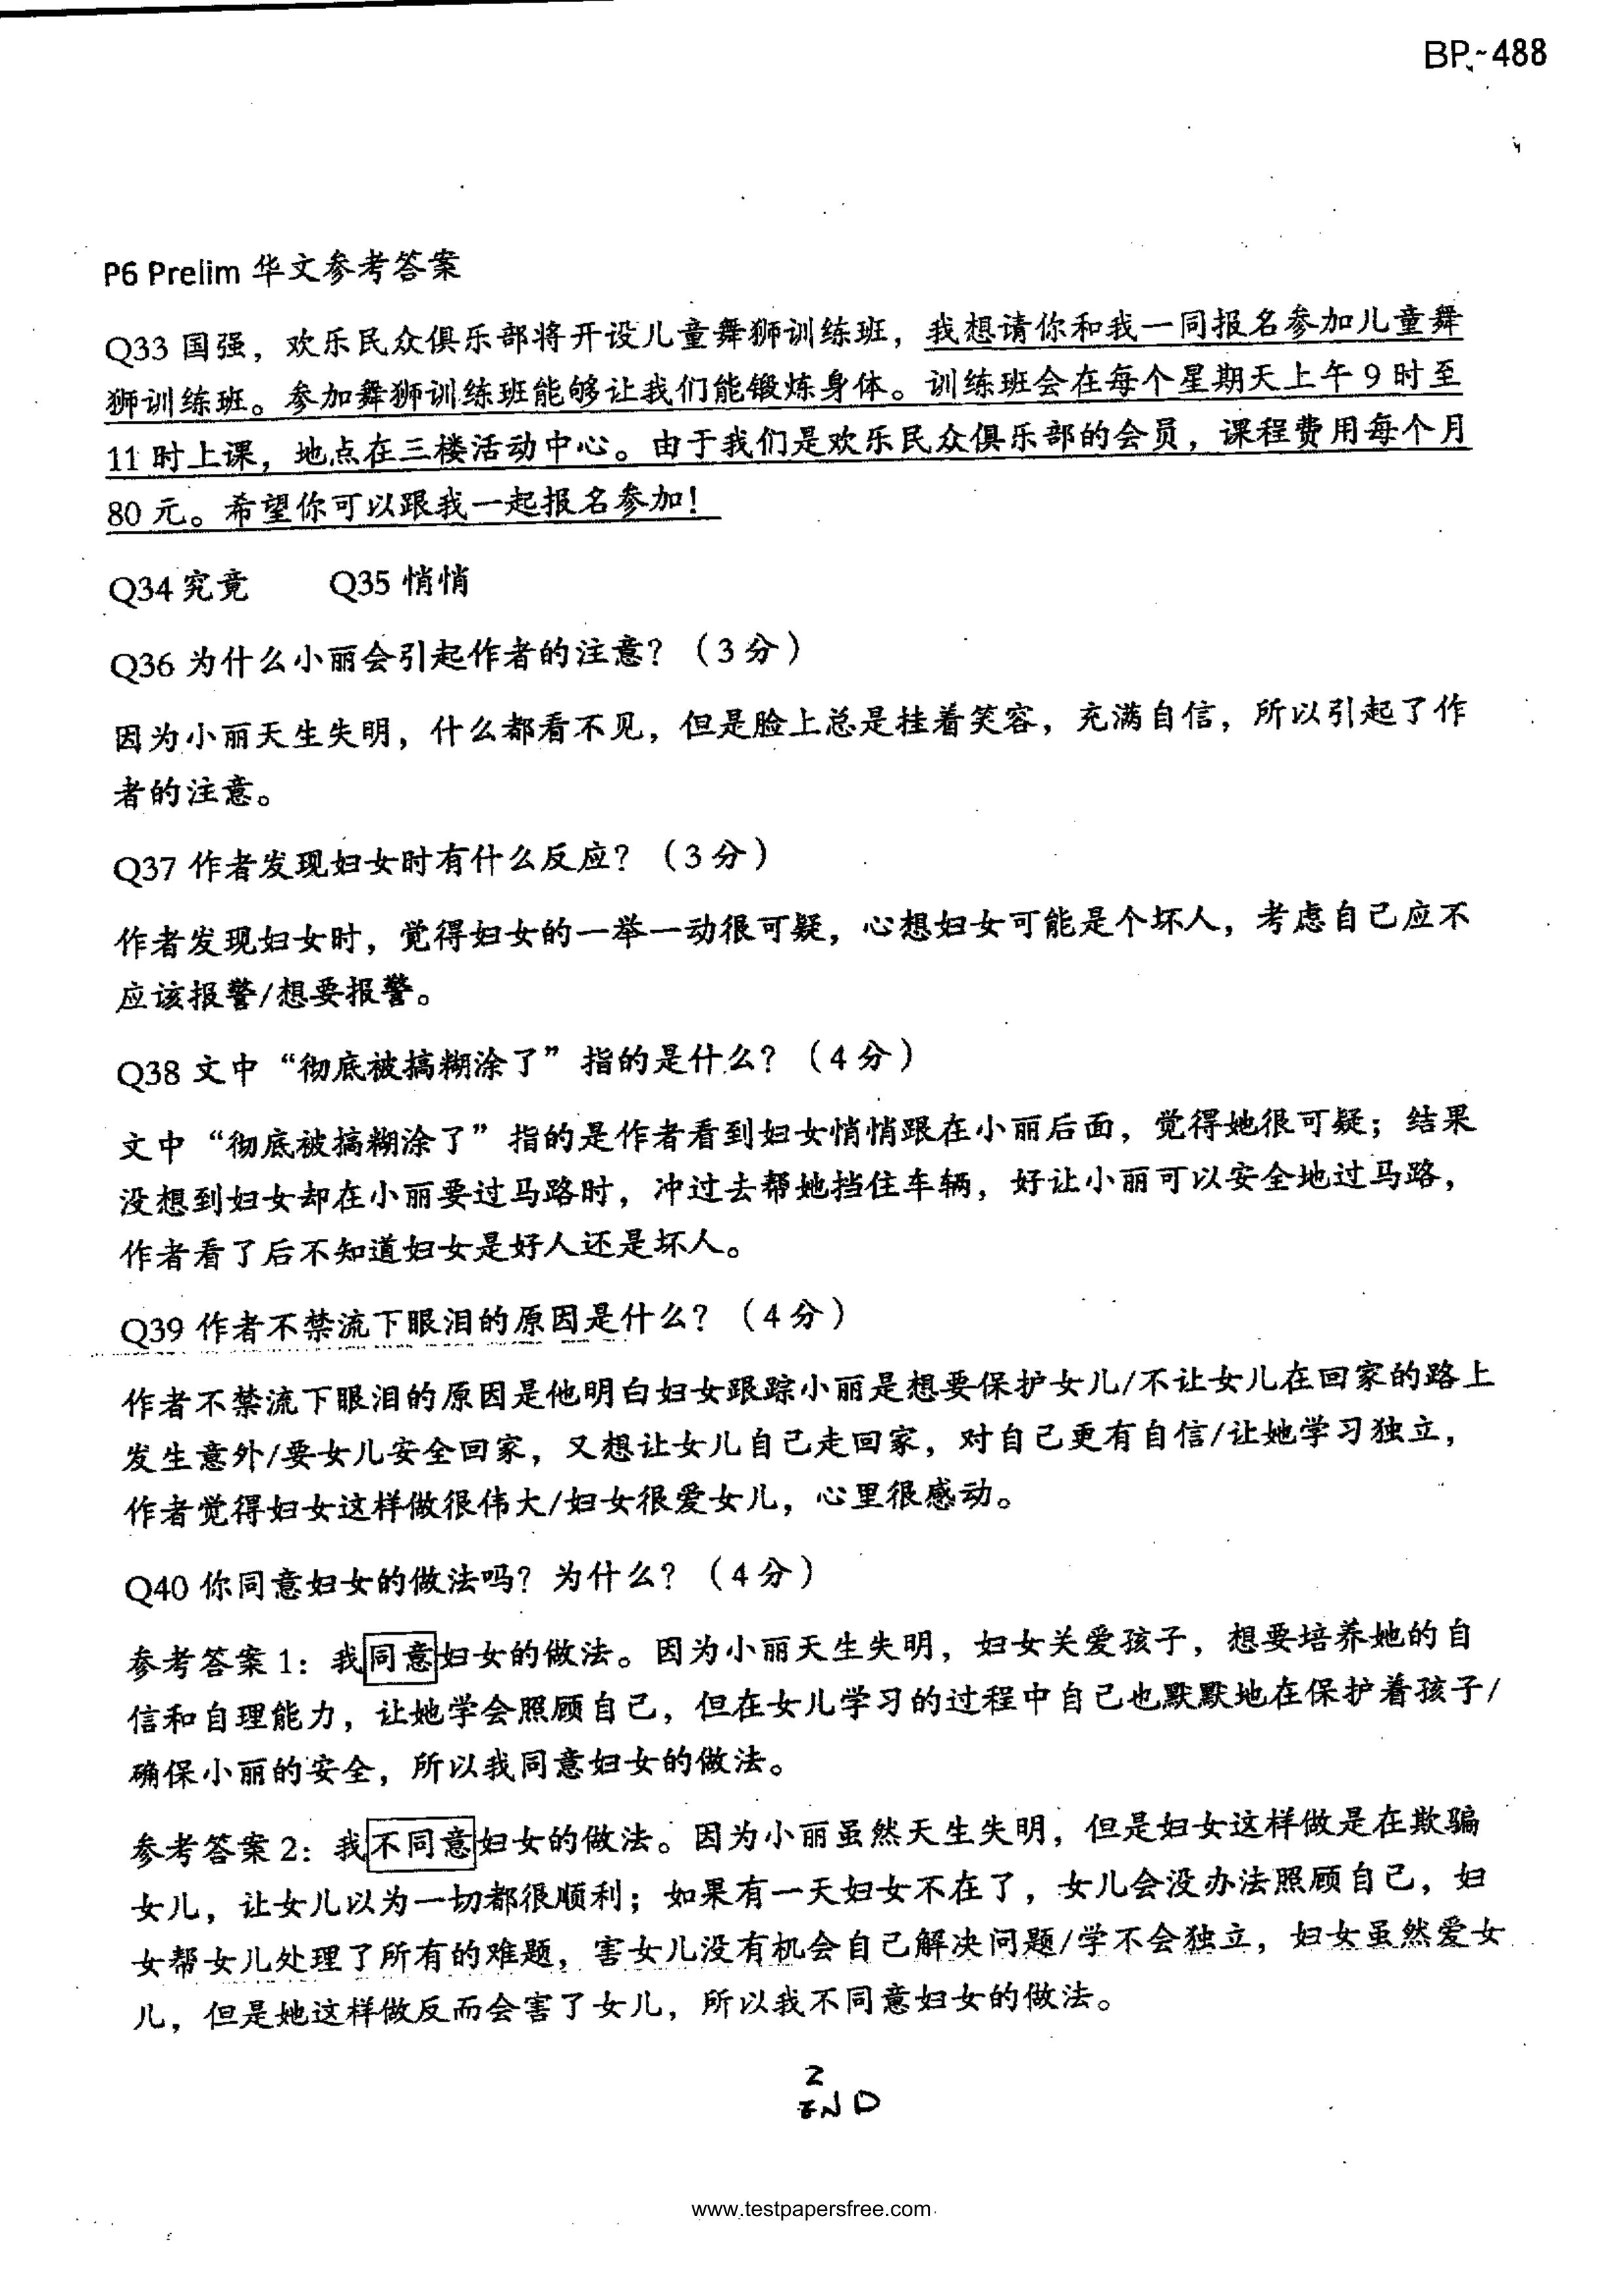 BP~488
P6 Prelim 华文参考答案
Q33 国强，欢乐民众俱乐部将开设儿童舞狮训练班，我想请你和我一同报名参加儿童舞
狮训练班。参加舞狮训练班能够让我们能锻炼身体。训练班会在每个星期天上午 9 时至
11 时上课，地点在三楼活动中心。由于我们是欢乐民众俱乐部的会员，课程费用每个月
80 元。希望你可以跟我一起报名参加！
Q34 究竟 Q35 悄悄
Q36 为什么小丽会引起作者的注意？（3 分）
因为小丽天生失明，什么都看不见，但是脸上总是挂着笑容，充满自信，所以引起了作
者的注意。
Q37 作者发现妇女时有什么反应？（3 分）
作者发现妇女时，觉得妇女的一举一动很可疑，心想妇女可能是个坏人，考虑自己应不
应该报警/想要报警。
Q38 文中“彻底被搞糊涂了”指的是什么？（4 分）
文中“彻底被搞糊涂了”指的是作者看到妇女悄悄跟在小丽后面，觉得她很可疑；结果
没想到妇女却在小丽要过马路时，冲过去帮她挡住车辆，好让小丽可以安全地过马路，
作者看了后不知道妇女是好人还是坏人。
Q39 作者不禁流下眼泪的原因是什么？（4 分）
作者不禁流下眼泪的原因是他明白妇女跟踪小丽是想要保护女儿/不让女儿在回家的路上
发生意外/要女儿安全回家，又想让女儿自己走回家，对自己更有自信/让她学习独立，
作者觉得妇女这样做很伟大/妇女很爱女儿，心里很感动。
Q40 你同意妇女的做法吗？为什么？（4 分）
参考答案 1：我同意妇女的做法。因为小丽天生失明，妇女关爱孩子，想要培养她的自
信和自理能力，让她学会照顾自己，但在女儿学习的过程中自己也默默地在保护着孩子/
确保小丽的安全，所以我同意妇女的做法。
参考答案 2：我不同意妇女的做法。因为小丽虽然天生失明，但是妇女这样做是在欺骗
女儿，让女儿以为一切都很顺利；如果有一天妇女不在了，女儿会没办法照顾自己，妇
女帮女儿处理了所有的难题，害女儿没有机会自己解决问题/学不会独立，妇女虽然爱女
儿，但是她这样做反而会害了女儿，所以我不同意妇女的做法。
2
END
www.testpapersfree.com